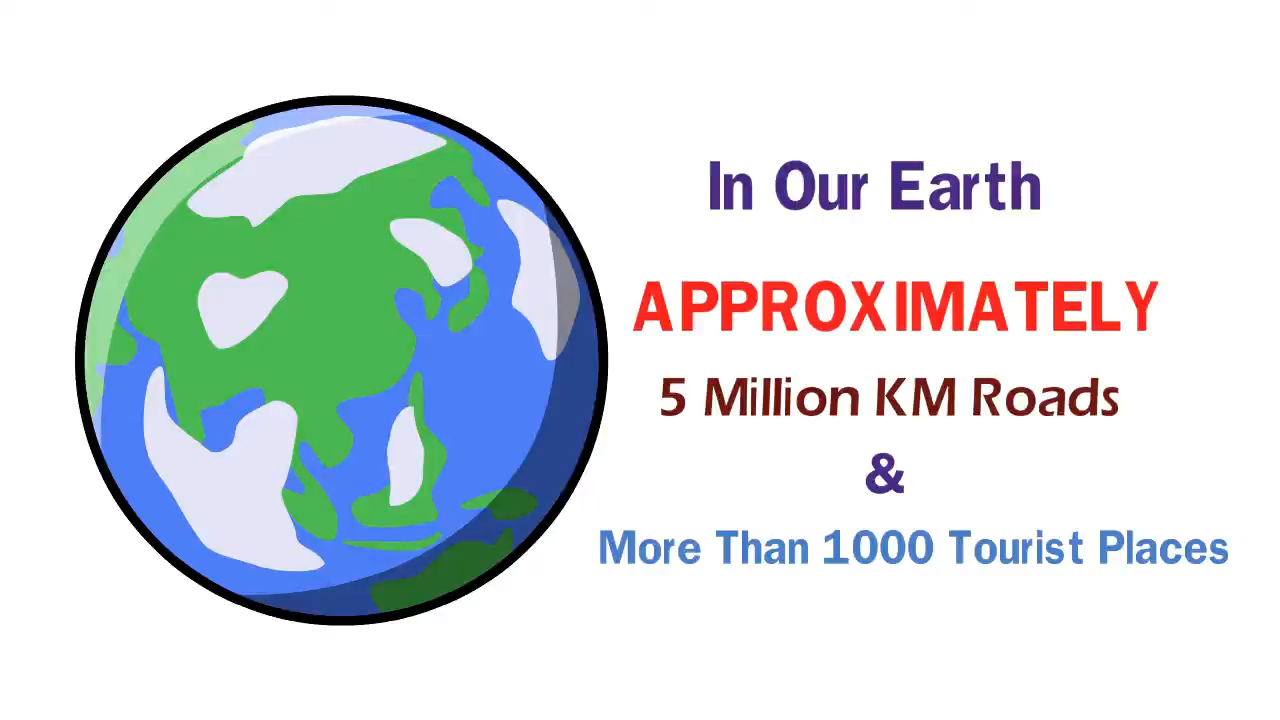 In Our Earth
APPROXIMATELY
5 Million KM Roads
&
More Than 1000 Tourist Places